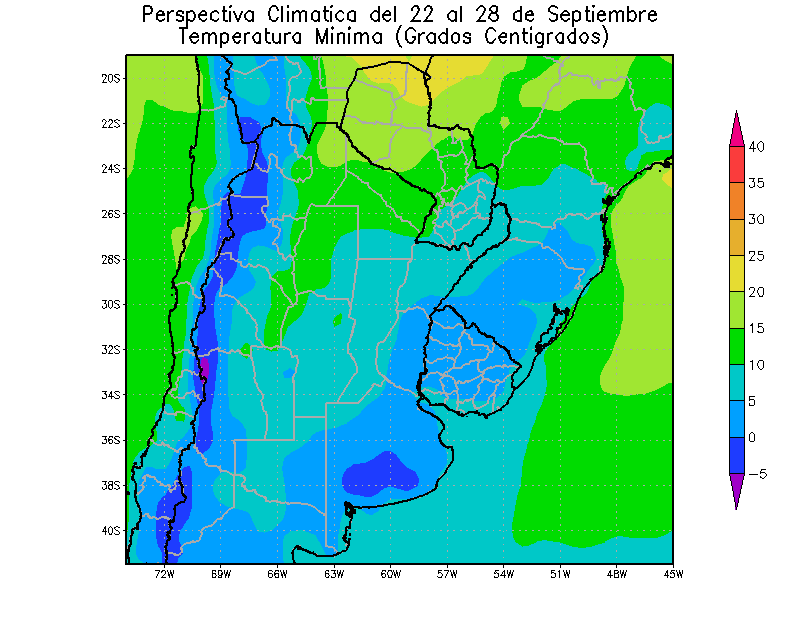 Perspectiva Climatica del 22 al 28 de Septiembre
Temperatura Minima (Grados Centigrados)
20S
22S
24S
26S
28S
30S
32S
34S
36S
38S
40S
72W
69W
66W
63W
60W
57W
54W
51W
48W
45W
40
35
30
25
20
15
10
5
0
-5